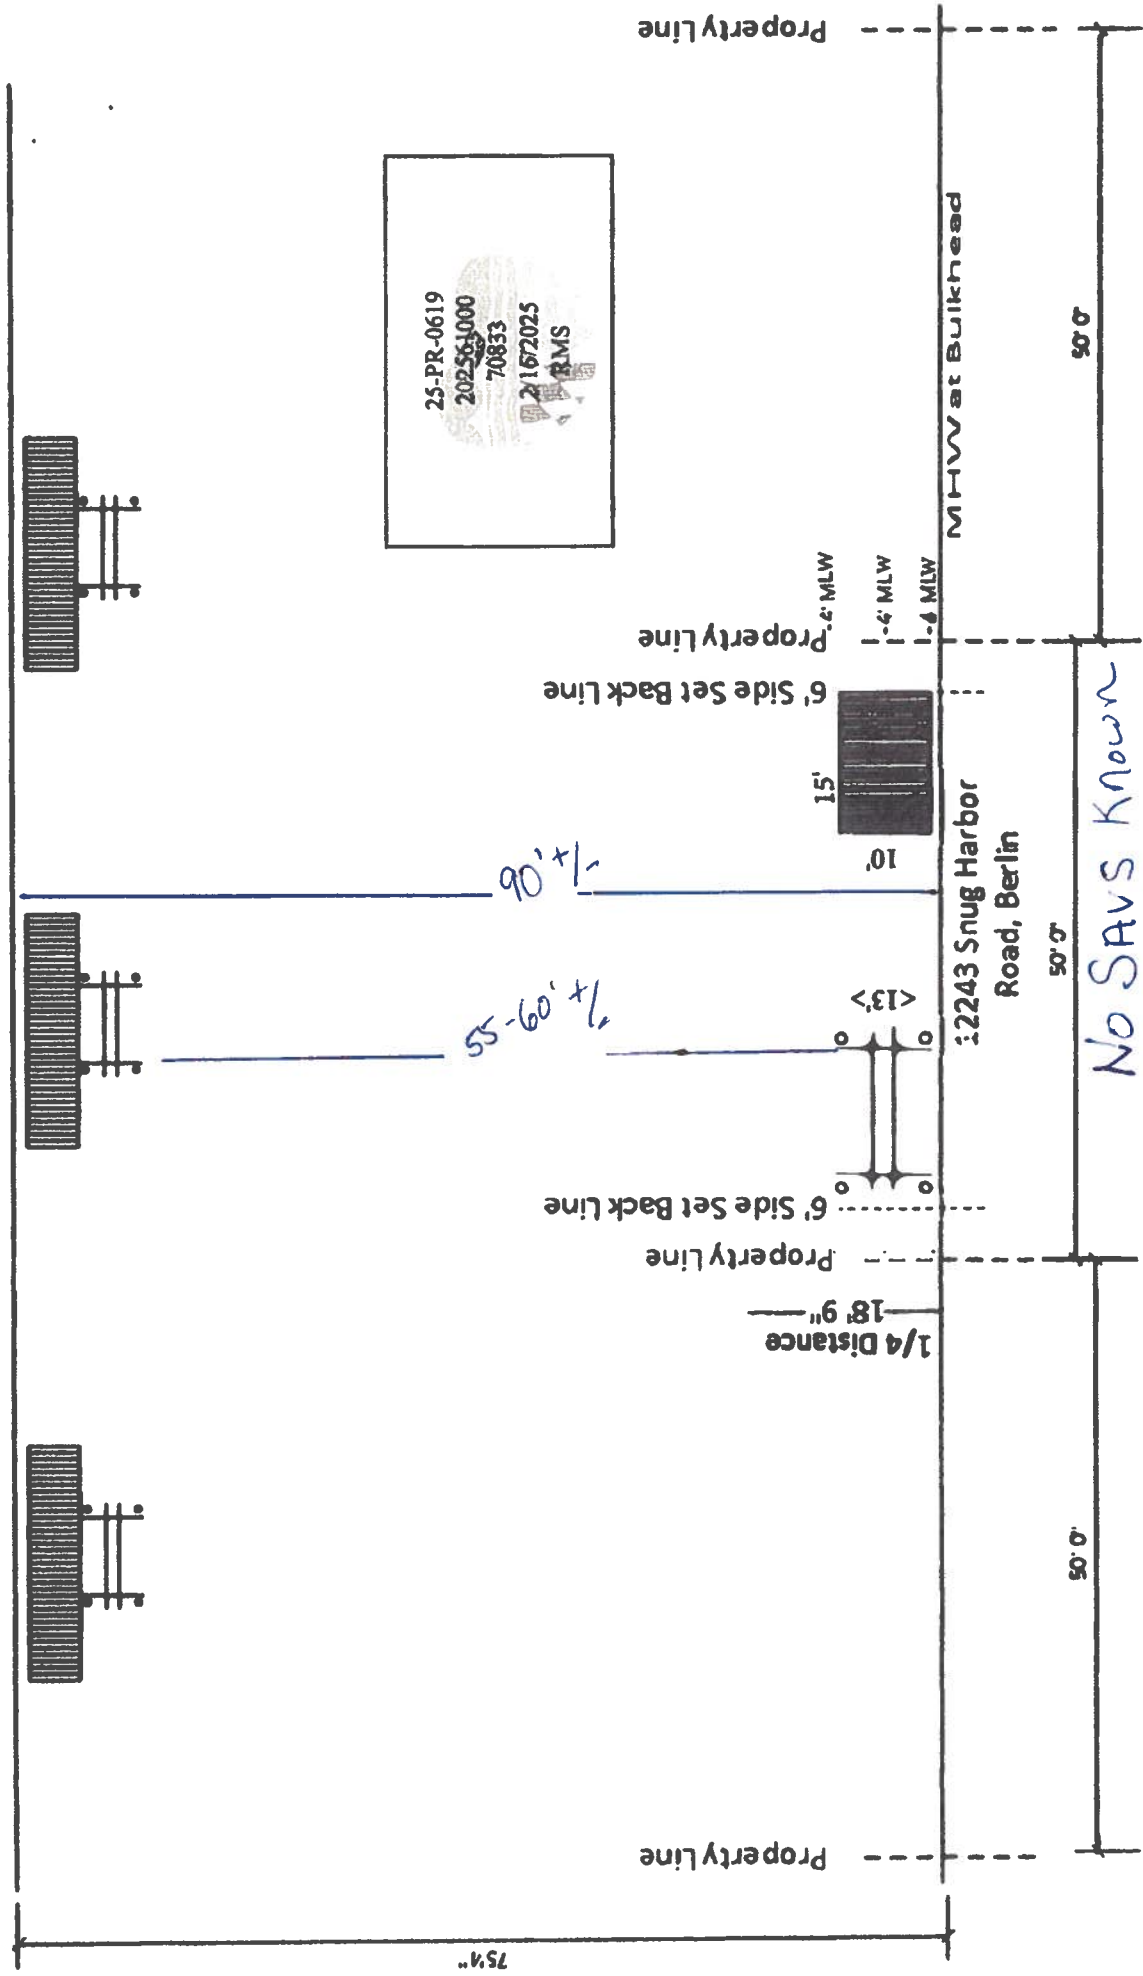 Property Line
25-PR-0619
202561000
70833
2/16/2025
RMS
MHW at Bulkhead
50' 0"
-2' MLW
-4' MLW
-4 MLW
Property Line
6' Side Set Back Line
15'
10'
90' +/-
55-60' +/-
<13'>
12243 Snug Harbor
Road, Berlin
50' 0"
No SAVs Known
6' Side Set Back Line
Property Line
1/4 Distance
18' 9"
50' 0"
Property Line
75'1"